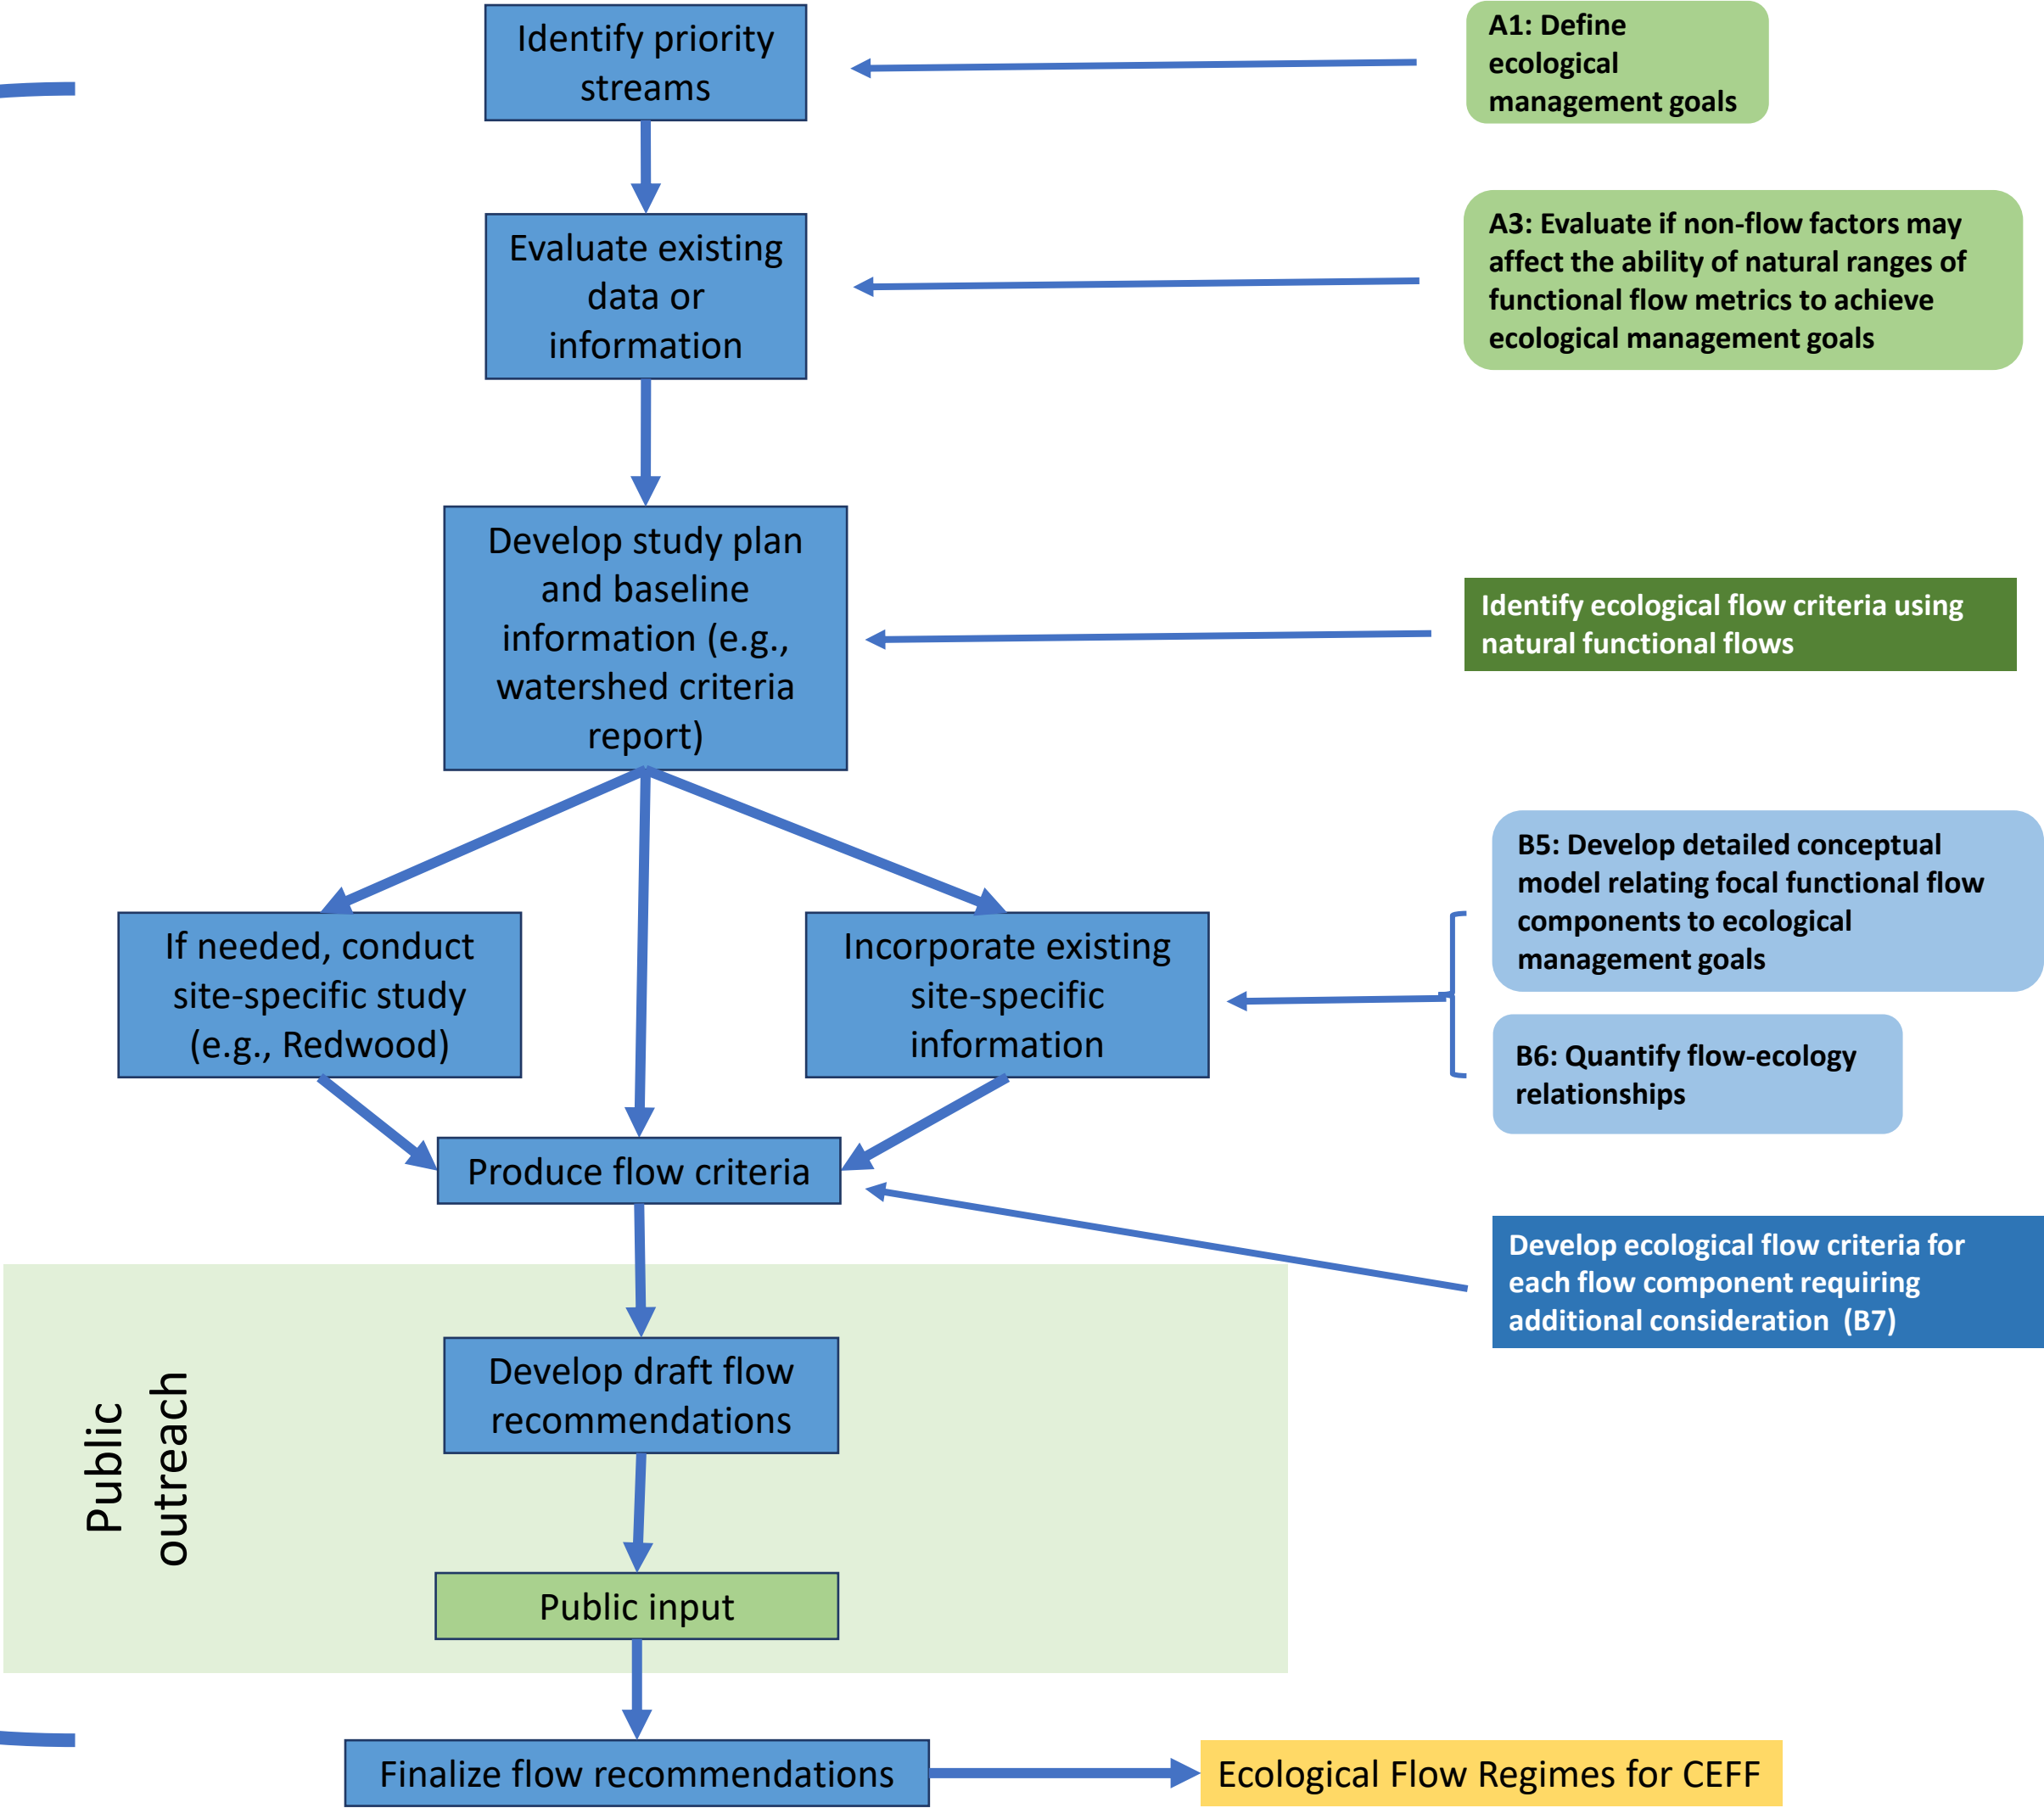 Identify priority
streams
A1: Define
ecological
management goals
Evaluate existing
data or
information
A3: Evaluate if non-flow factors may
affect the ability of natural ranges of
functional flow metrics to achieve
ecological management goals
Develop study plan
and baseline
information (e.g.,
watershed criteria
report)
Identify ecological flow criteria using
natural functional flows
If needed, conduct
site-specific study
(e.g., Redwood)
Incorporate existing
site-specific
information
B5: Develop detailed conceptual
model relating focal functional flow
components to ecological
management goals
B6: Quantify flow-ecology
relationships
Produce flow criteria
Develop ecological flow criteria for
each flow component requiring
additional consideration  (B7)
Public
outreach
Develop draft flow
recommendations
Public input
Finalize flow recommendations
Ecological Flow Regimes for CEFF